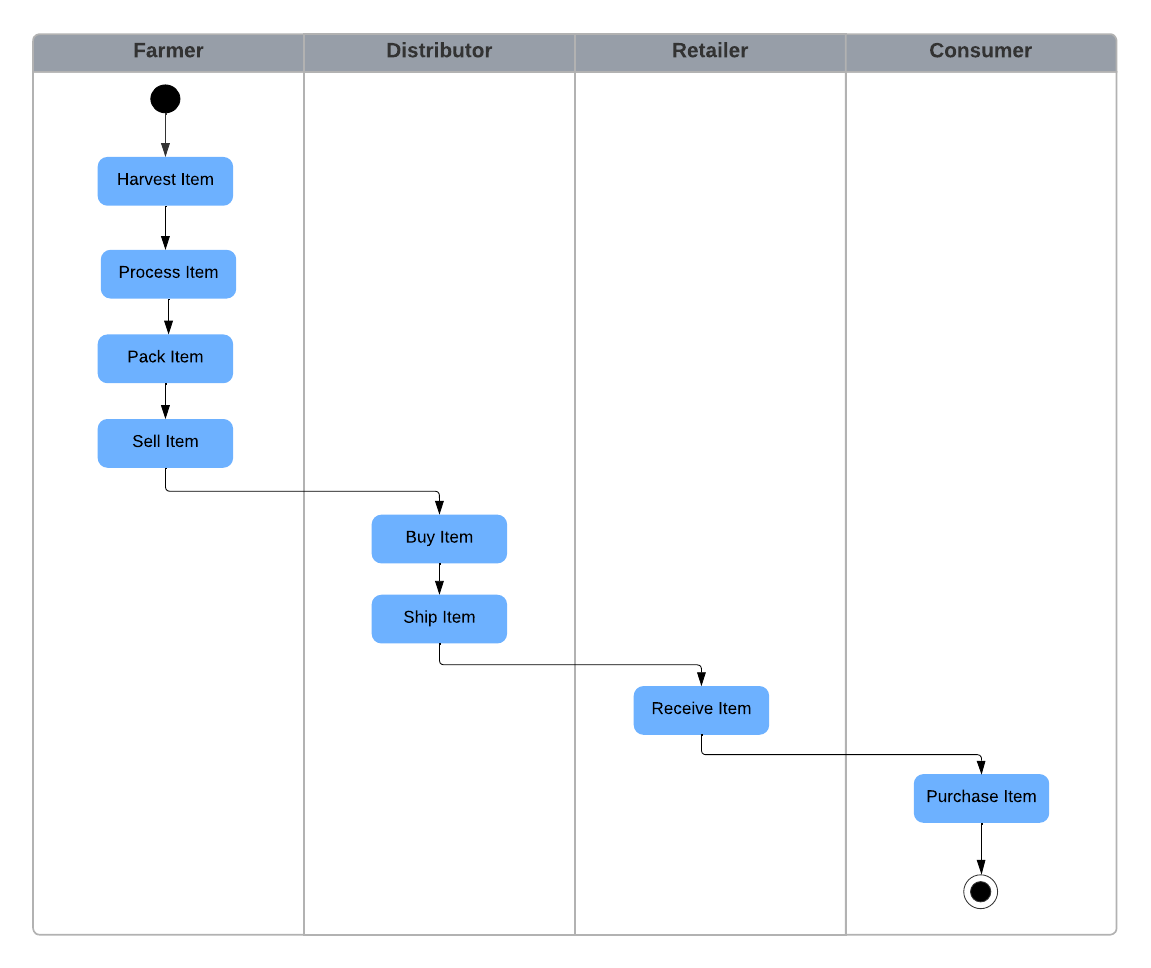 Farmer
Distributor
Retailer
Consumer
Harvest Item
Process Item
Pack Item
Sell Item
Buy Item
Ship Item
Receive Item
Purchase Item